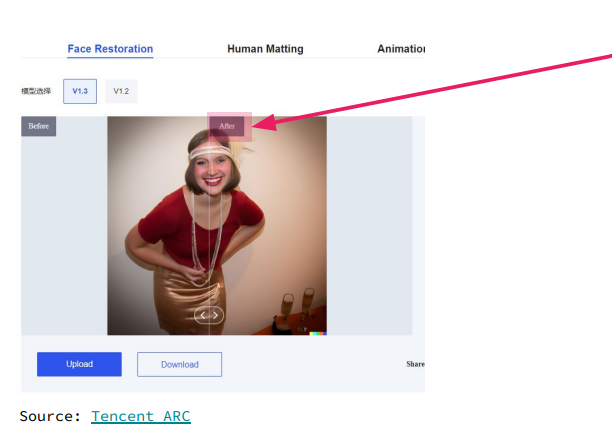 Face Restoration Human Matting Animation
模型选择 V1.3 V1.2
Before After
Upload Download Share
Source: Tencent ARC